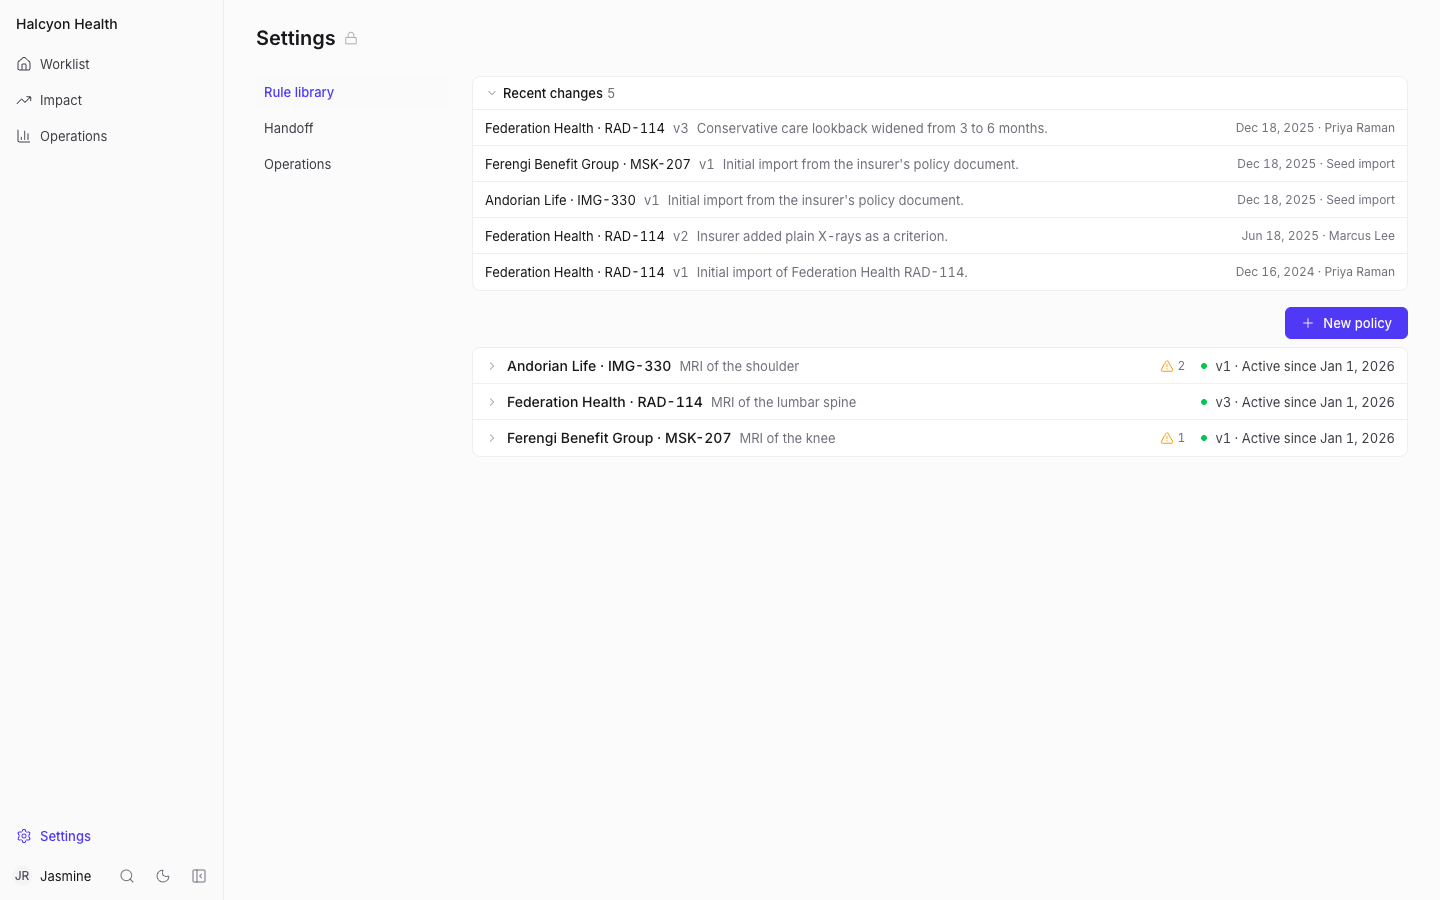 Halcyon Health
Worklist
Impact
Operations
Settings
JR Jasmine
Settings
Rule library
Handoff
Operations
Recent changes 5
Federation Health · RAD-114 v3 Conservative care lookback widened from 3 to 6 months. Dec 18, 2025 · Priya Raman
Ferengi Benefit Group · MSK-207 v1 Initial import from the insurer's policy document. Dec 18, 2025 · Seed import
Andorian Life · IMG-330 v1 Initial import from the insurer's policy document. Dec 18, 2025 · Seed import
Federation Health · RAD-114 v2 Insurer added plain X-rays as a criterion. Jun 18, 2025 · Marcus Lee
Federation Health · RAD-114 v1 Initial import of Federation Health RAD-114. Dec 16, 2024 · Priya Raman
New policy
Andorian Life · IMG-330 MRI of the shoulder 2 v1 · Active since Jan 1, 2026
Federation Health · RAD-114 MRI of the lumbar spine v3 · Active since Jan 1, 2026
Ferengi Benefit Group · MSK-207 MRI of the knee 1 v1 · Active since Jan 1, 2026